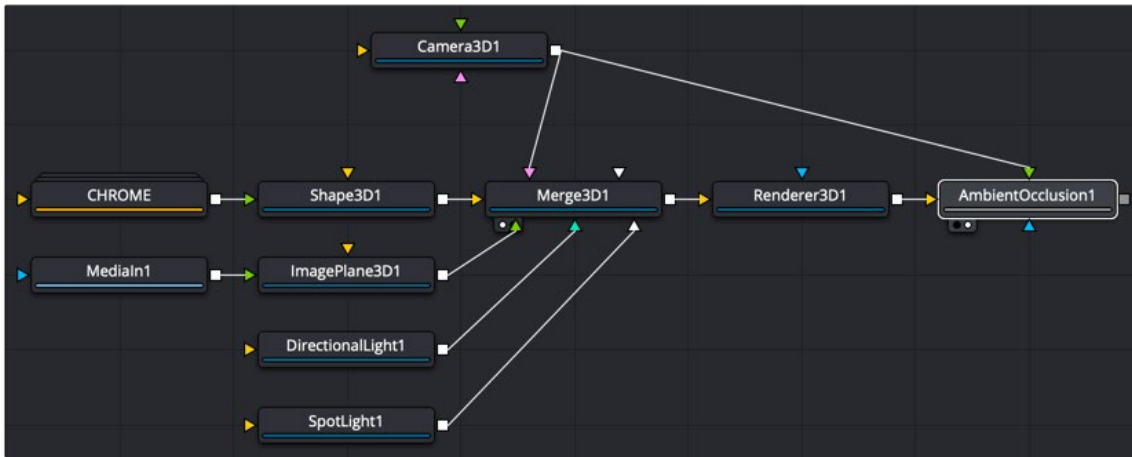 Camera3D1
CHROME
Shape3D1
Merge3D1
Renderer3D1
AmbientOcclusion1
MediaIn1
ImagePlane3D1
DirectionalLight1
SpotLight1